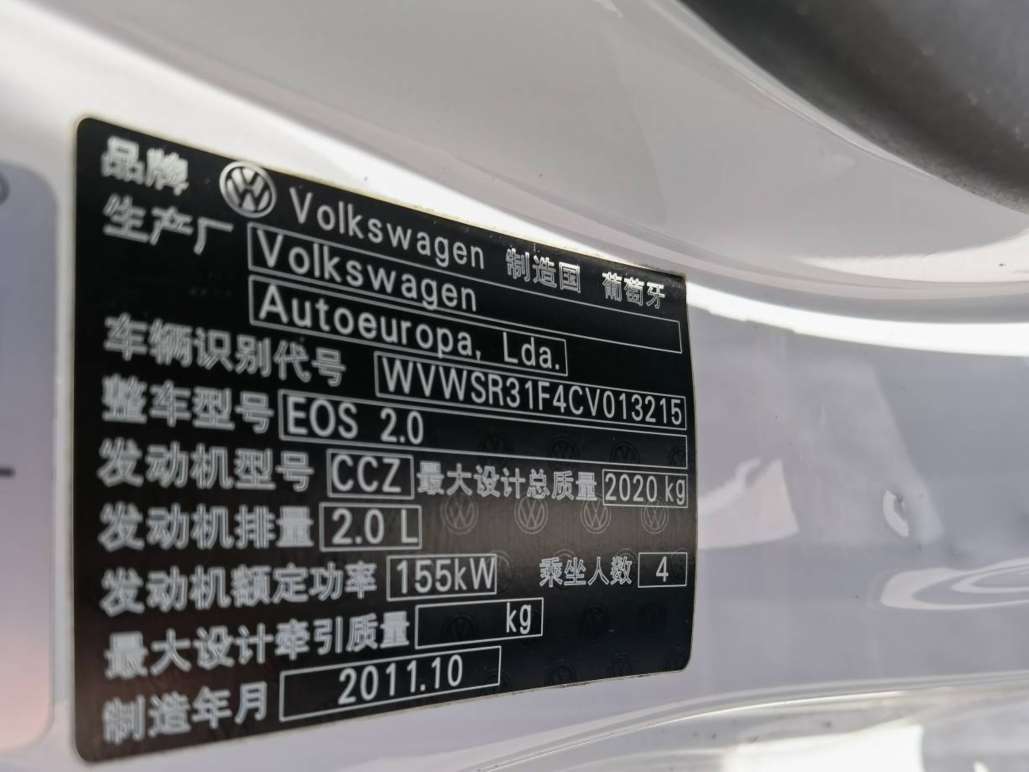 品牌 Volkswagen 制造国 葡萄牙
生产厂 Volkswagen
Autoeuropa, Lda.
车辆识别代号 WVWSR31F4CV013215
整车型号 EOS 2.0
发动机型号 CCZ 最大设计总质量 2020 kg
发动机排量 2.0 L
发动机额定功率 155kW 乘坐人数 4
最大设计牵引质量 kg
制造年月 2011.10